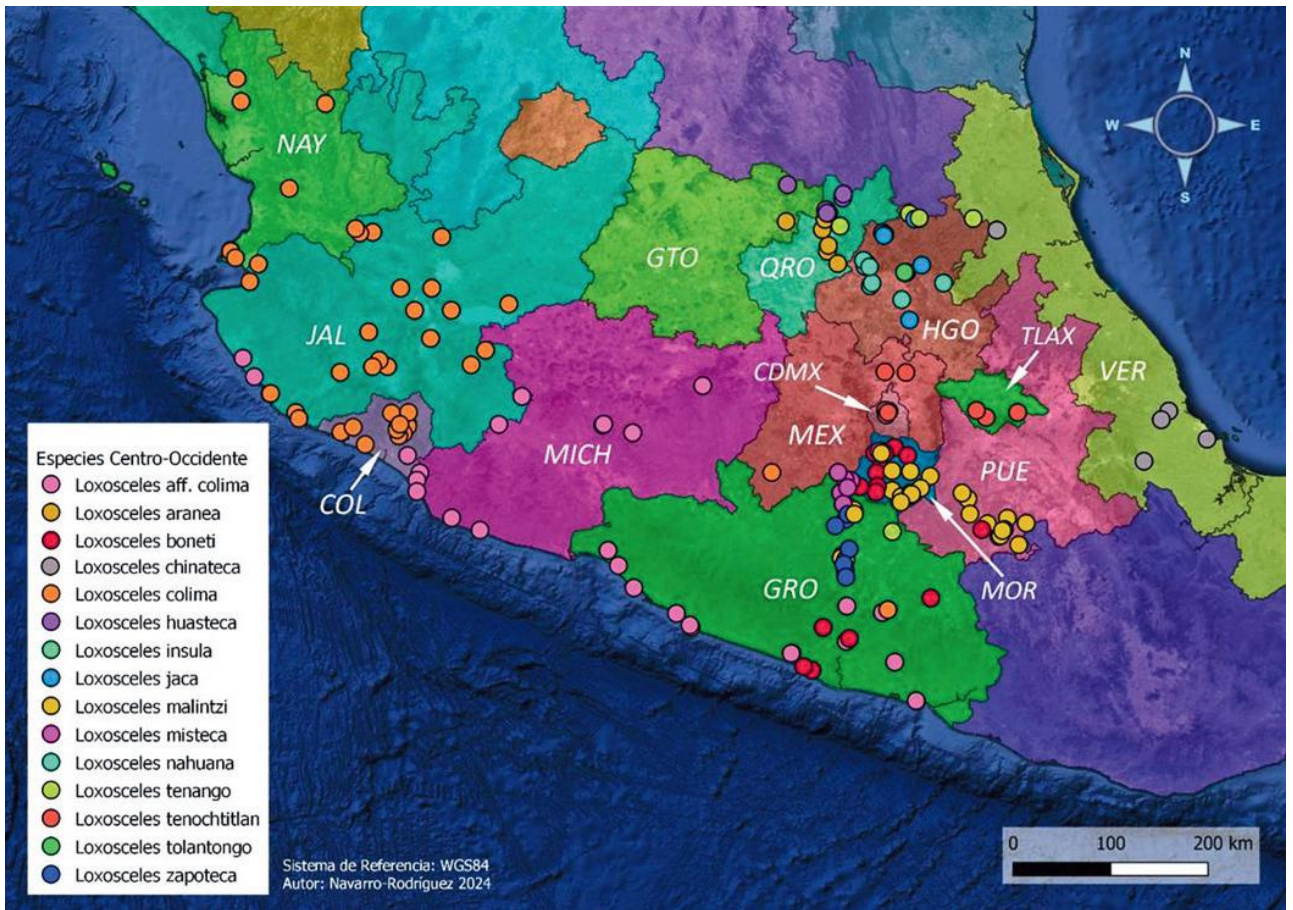 N
W
E
S
NAY
GTO
QRO
JAL
HGO
TLAX
CDMX
VER
MEX
MICH
PUE
COL
GRO
MOR
Especies Centro-Occidente
Loxosceles aff. colima
Loxosceles aranea
Loxosceles boneti
Loxosceles chinateca
Loxosceles colima
Loxosceles huasteca
Loxosceles insula
Loxosceles jaca
Loxosceles malintzi
Loxosceles misteca
Loxosceles nahuana
Loxosceles tenango
Loxosceles tenochtitlan
Loxosceles tolantongo
Loxosceles zapoteca
Sistema de Referencia: WGS84
Autor: Navarro-Rodríguez 2024
0 100 200 km